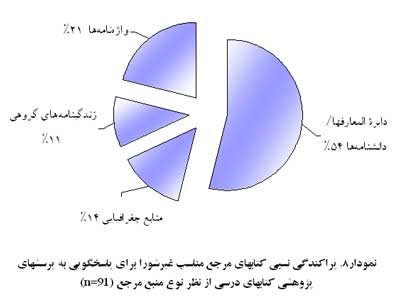 واژه‌نامه‌ها ۲۱٪
دایرة المعارفها/
دانشنامه‌ها ۵۴٪
زندگینامه‌های گروهی
۱۱٪
منابع جغرافیایی ۱۴٪
نمودار۸. پراکندگی نسبی کتابهای مرجع مناسب غیرشورا برای پاسخگویی به پرسشهای
پژوهشی کتابهای درسی از نظر نوع منبع مرجع (n=91)